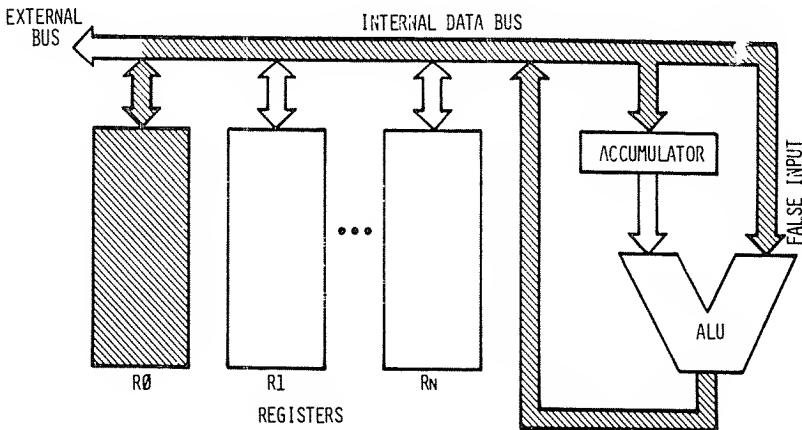 EXTERNAL
BUS
INTERNAL DATA BUS
ACCUMULATOR
FALSE INPUT
ALU
RØ
R1
RN
REGISTERS